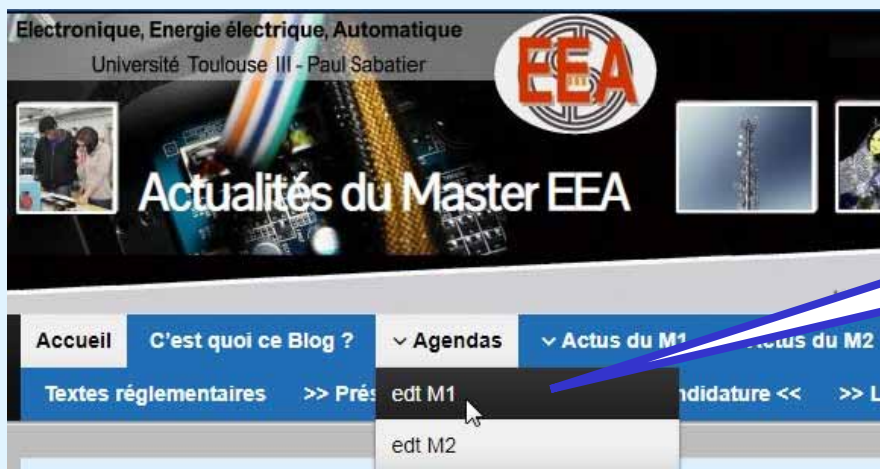 Electronique, Energie électrique, Automatique
Université Toulouse III - Paul Sabatier
EEA
Actualités du Master EEA
Accueil C'est quoi ce Blog ? Agendas Actus du M1 Actus du M2
Textes réglementaires >> Prés ndidature << >> L
edt M1
edt M2